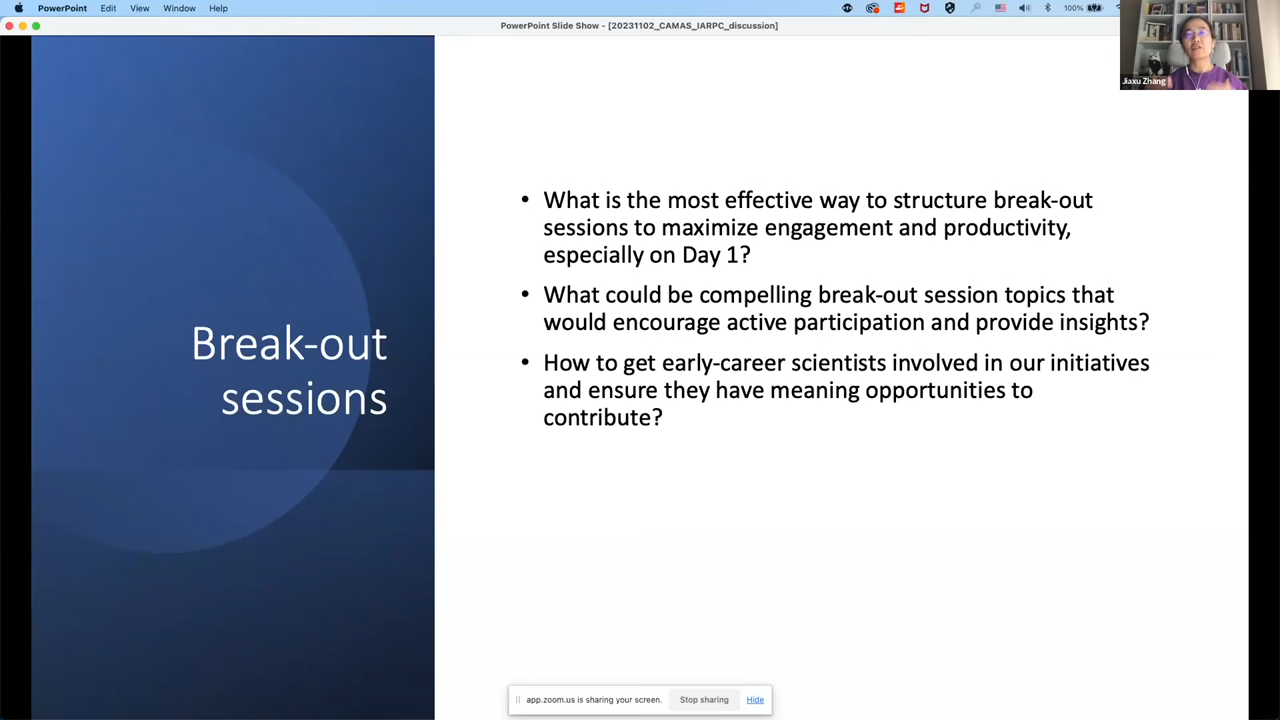 PowerPoint Edit View Window Help 100%
PowerPoint Slide Show - [20231102_CAMAS_IARPC_discussion]
Jiaxu Zhang
Break-out
sessions
• What is the most effective way to structure break-out
sessions to maximize engagement and productivity,
especially on Day 1?
• What could be compelling break-out session topics that
would encourage active participation and provide insights?
• How to get early-career scientists involved in our initiatives
and ensure they have meaning opportunities to
contribute?
app.zoom.us is sharing your screen. Stop sharing Hide